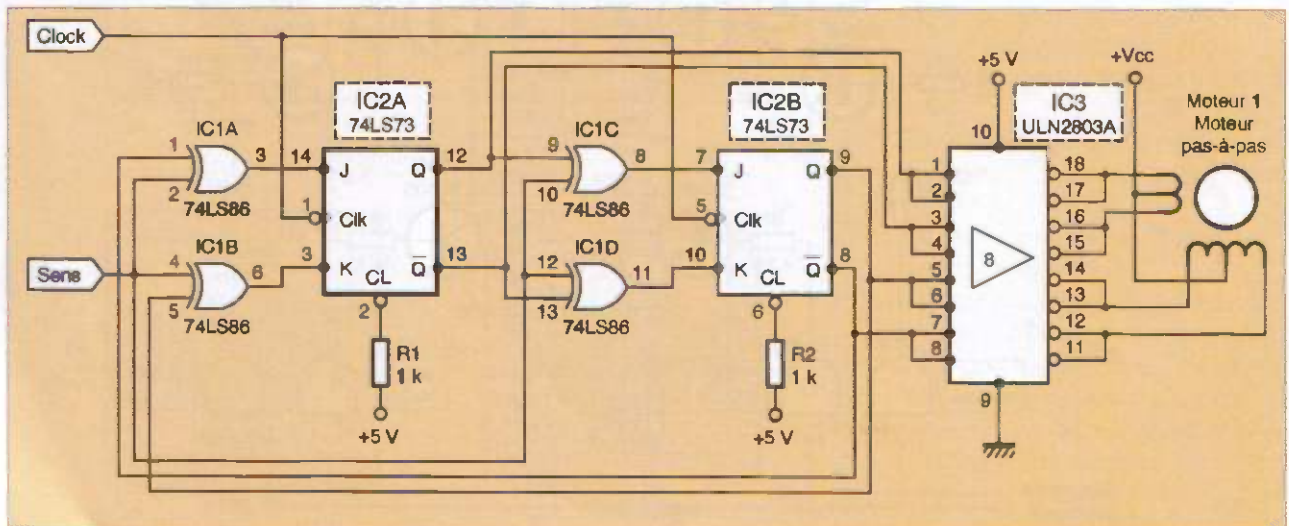 Clock
Sens
IC1A
1
2
3
74LS86
IC1B
4
5
6
74LS86
IC2A
74LS73
14
J
Q
12
1
Clk
3
K
CL
Q
13
2
R1
1 k
+5 V
IC1C
9
10
8
74LS86
IC1D
12
13
11
74LS86
IC2B
74LS73
7
J
Q
9
5
Clk
10
K
CL
Q
8
6
R2
1 k
+5 V
+5 V
+Vcc
IC3
ULN2803A
10
1
2
3
4
5
6
7
8
8
18
17
16
15
14
13
12
11
9
Moteur 1
Moteur
pas-à-pas